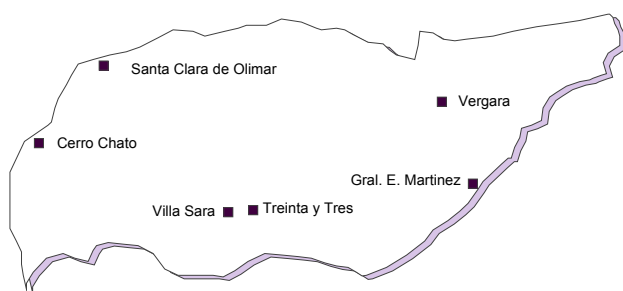 Santa Clara de Olimar
Vergara
Cerro Chato
Gral. E. Martinez
Villa Sara
Treinta y Tres